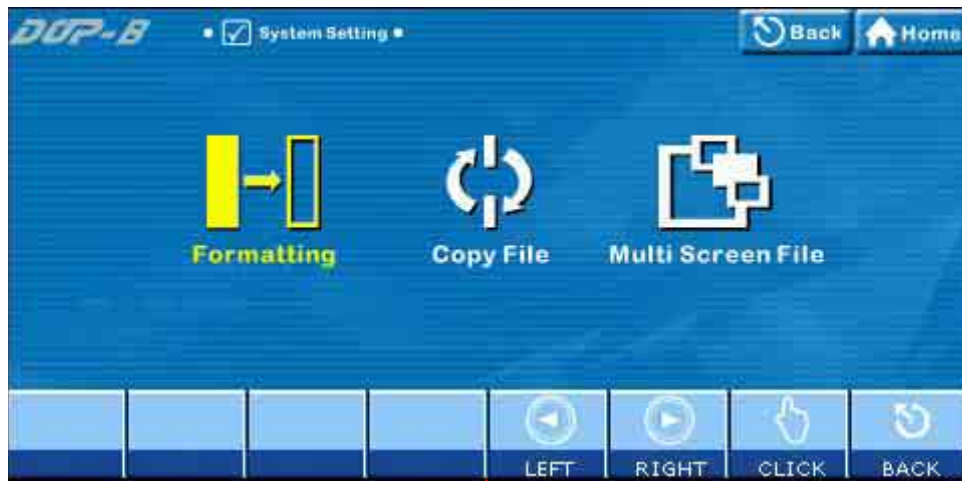 DOP-B System Setting Back Home
Formatting Copy File Multi Screen File
LEFT RIGHT CLICK BACK